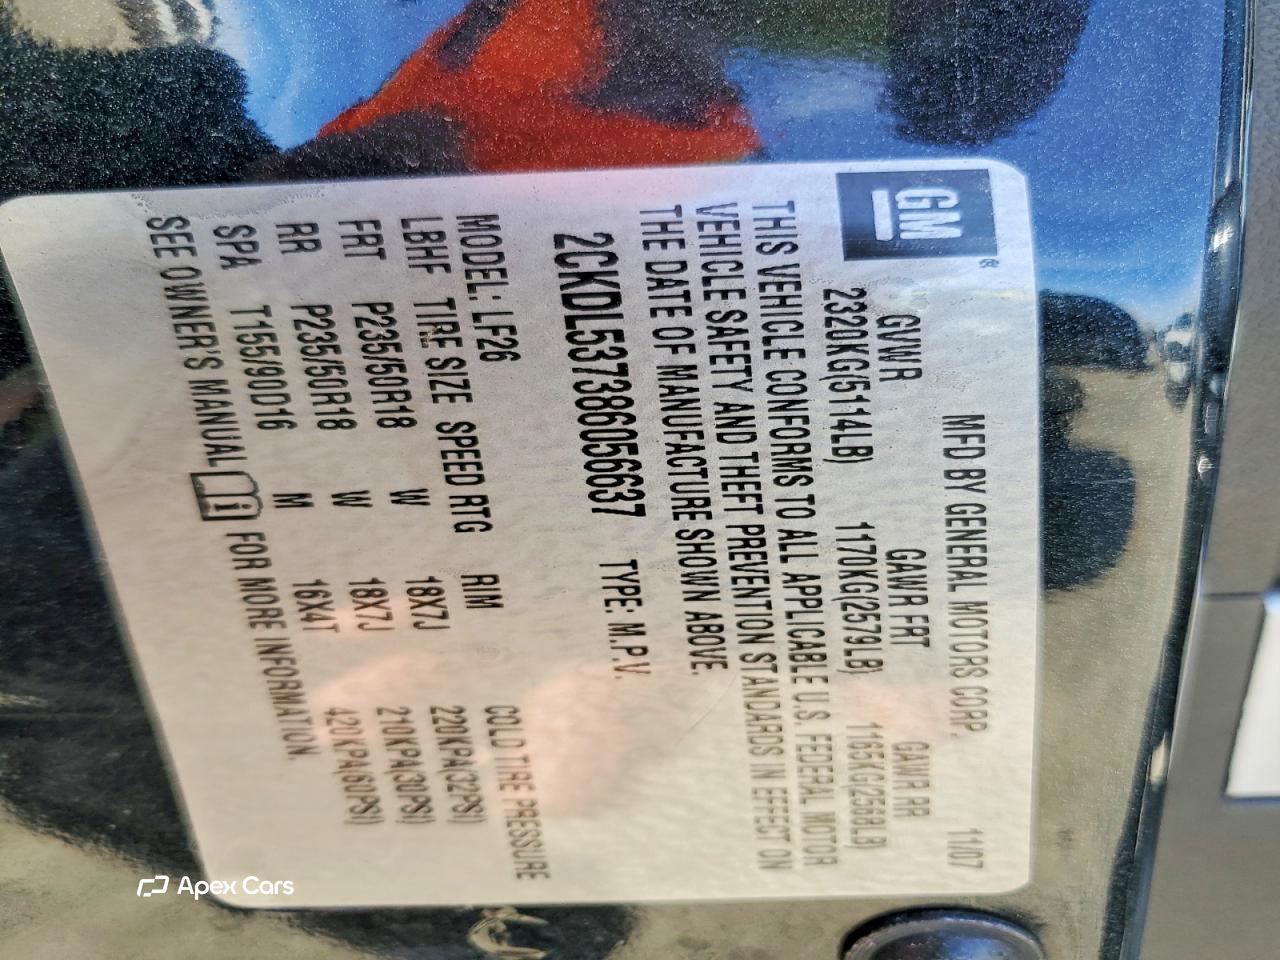 GM
MFD BY GENERAL MOTORS CORP. 11/07
GVWR GAWR FRT GAWR RR
2320KG(5114LB) 1170KG(2579LB) 1165KG(2568LB)
THIS VEHICLE CONFORMS TO ALL APPLICABLE U.S. FEDERAL MOTOR
VEHICLE SAFETY AND THEFT PREVENTION STANDARDS IN EFFECT ON
THE DATE OF MANUFACTURE SHOWN ABOVE.
2CKDL537386056637 TYPE: M.P.V.
MODEL: LF26
LBHF TIRE SIZE SPEED RTG RIM COLD TIRE PRESSURE
FRT P235/50R18 W 18X7J 220KPA(32PSI)
RR P235/50R18 W 18X7J 210KPA(30PSI)
SPA T155/90D16 M 16X4T 420KPA(60PSI)
SEE OWNER'S MANUAL i FOR MORE INFORMATION.
Apex Cars